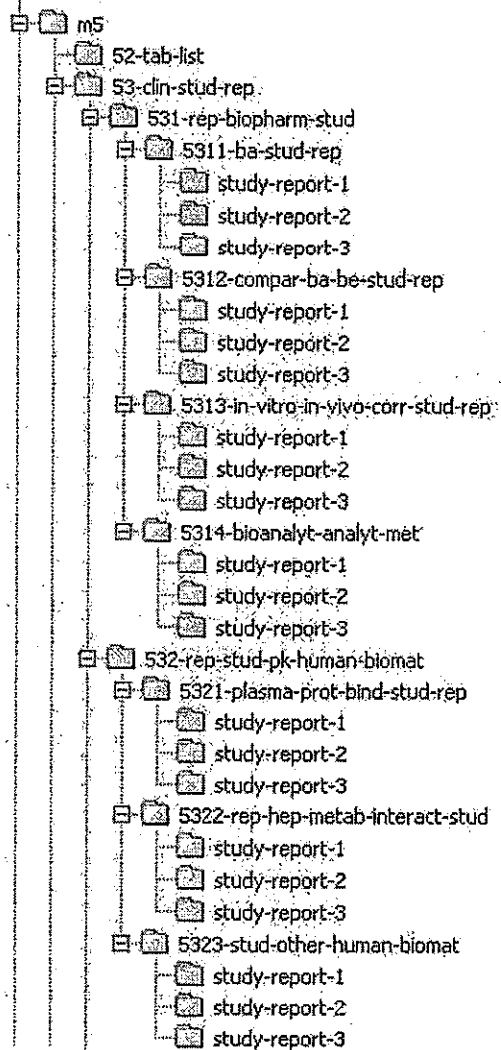 m5
52-tab-list
53-clin-stud-rep
531-rep-biopharm-stud
5311-ba-stud-rep
study-report-1
study-report-2
study-report-3
5312-compar-ba-be-stud-rep
study-report-1
study-report-2
study-report-3
5313-in-vitro-in-vivo-corr-stud-rep
study-report-1
study-report-2
study-report-3
5314-bioanalyt-analyt-met
study-report-1
study-report-2
study-report-3
532-rep-stud-pk-human-biomat
5321-plasma-prot-bind-stud-rep
study-report-1
study-report-2
study-report-3
5322-rep-hep-metab-interact-stud
study-report-1
study-report-2
study-report-3
5323-stud-other-human-biomat
study-report-1
study-report-2
study-report-3